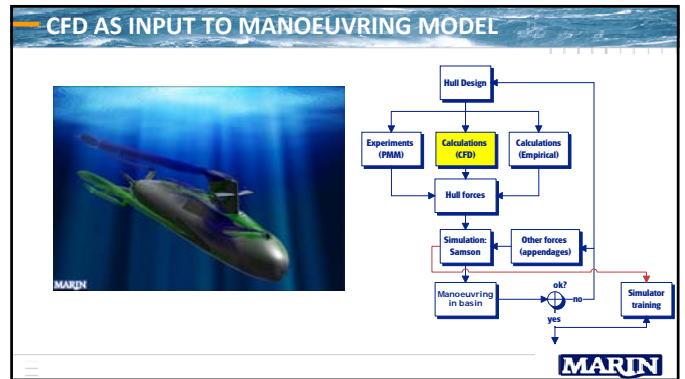 CFD AS INPUT TO MANOEUVRING MODEL
MARIN
Hull Design
Experiments
(PMM)
Calculations
(CFD)
Calculations
(Empirical)
Hull forces
Simulation:
Samson
Other forces
(appendages)
Manoeuvring
in basin
ok?
no
yes
Simulator
training
MARIN